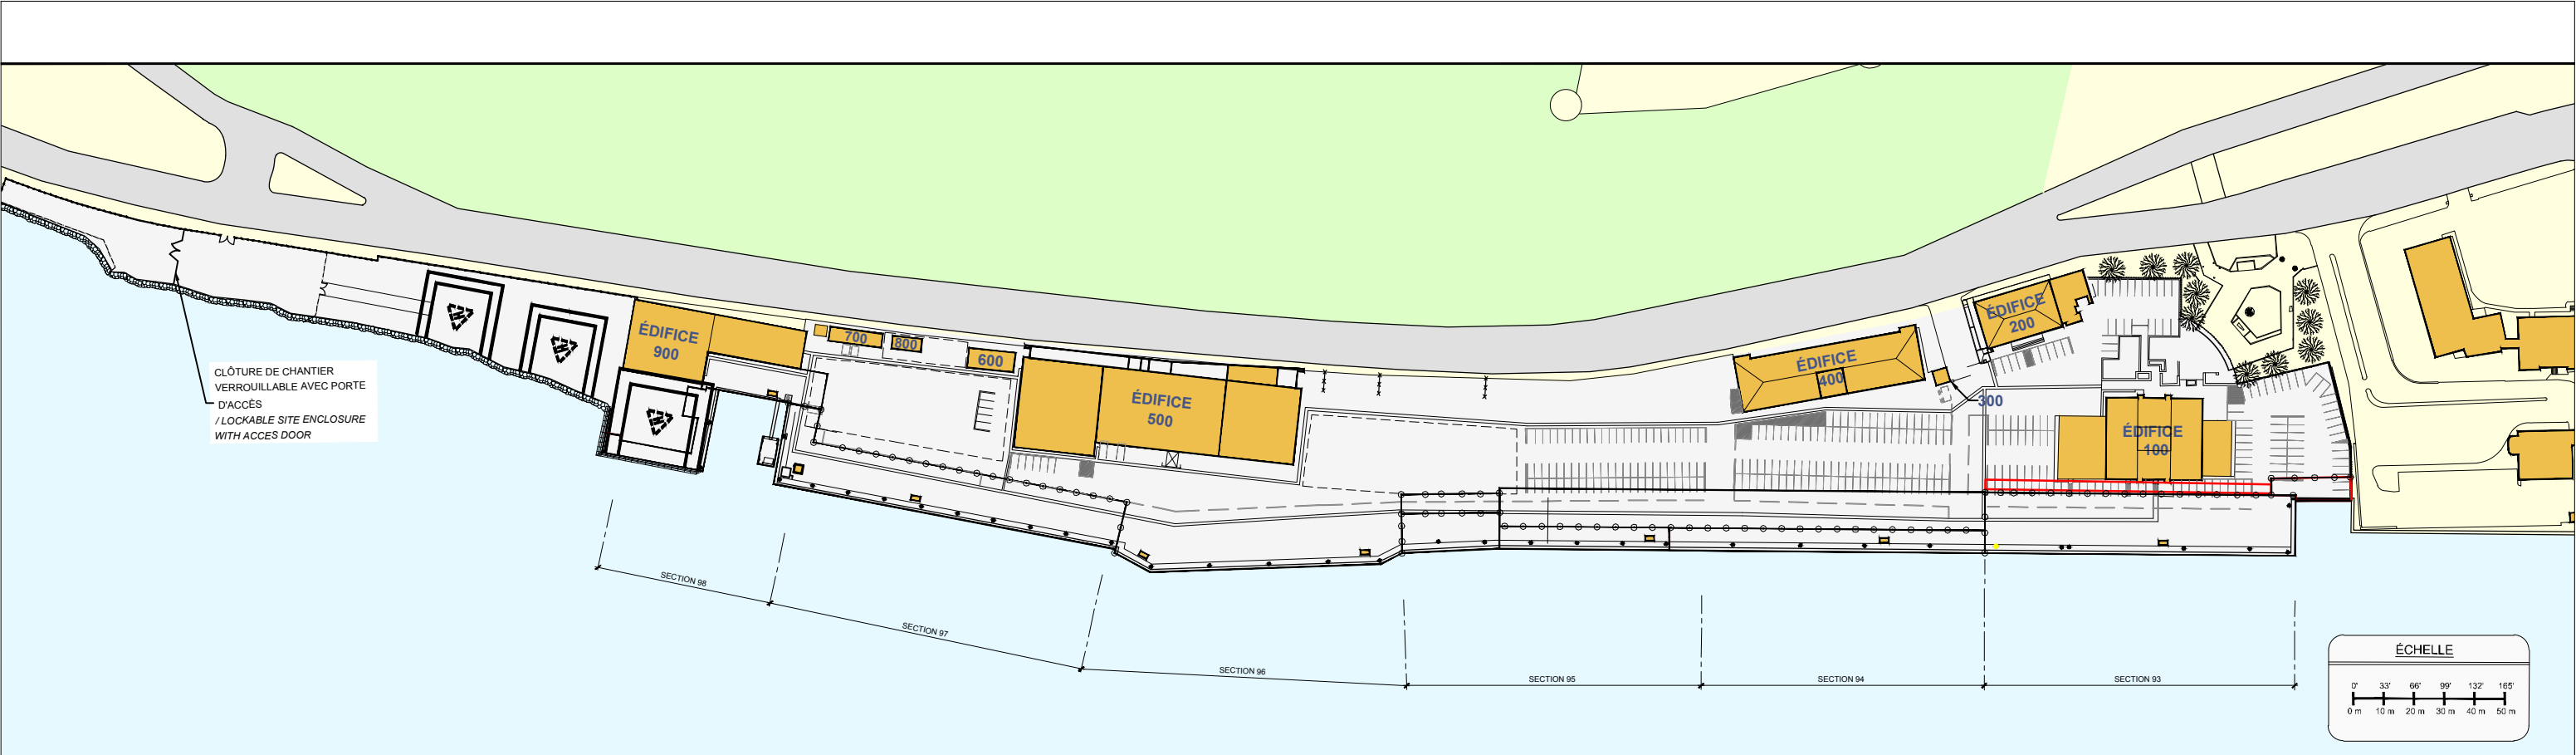 CLÔTURE DE CHANTIER
VERROUILLABLE AVEC PORTE
D'ACCÈS
/ LOCKABLE SITE ENCLOSURE
WITH ACCES DOOR
ÉDIFICE
900
700
800
600
ÉDIFICE
500
ÉDIFICE
400
300
ÉDIFICE
200
ÉDIFICE
100
SECTION 98
SECTION 97
SECTION 96
SECTION 95
SECTION 94
SECTION 93
ÉCHELLE
0' 33' 66' 99' 132' 165'
0 m 10 m 20 m 30 m 40 m 50 m